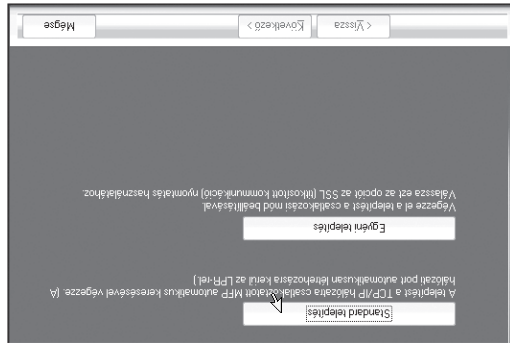 Standard telepítés
A telepítést a TCP/IP hálózatra csatlakoztatott MFP automatikus keresésével végezze. (A
hálózati port automatikusan létrehozásra kerül az LPR-rel.)
Egyéni telepítés
Végezze el a telepítést a csatlakozási mód beállításával.
Válassza ezt az opciót az SSL (titkosított kommunikáció) nyomtatás használatához.
< Vissza Következő > Mégse